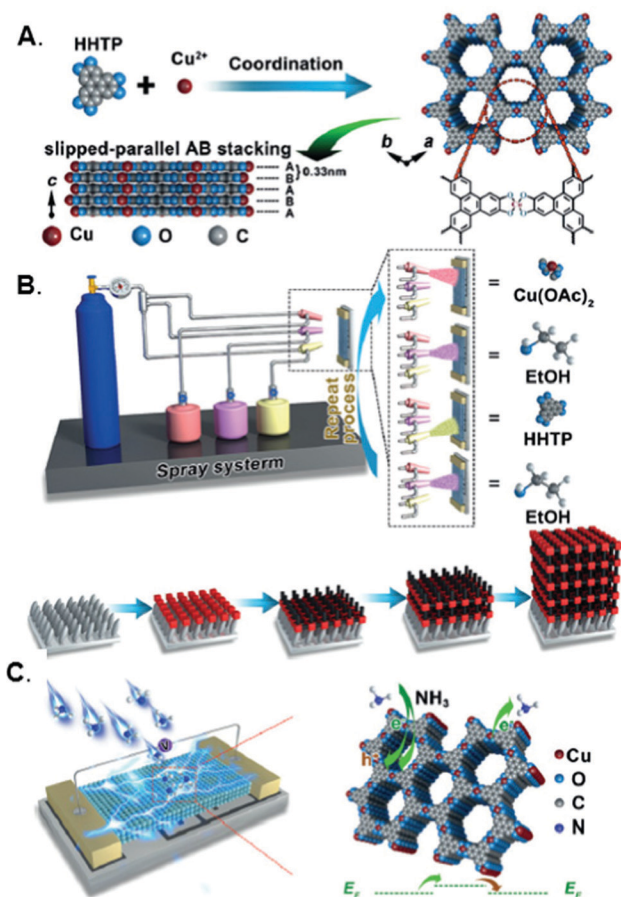 A.
HHTP
+
Cu2+
Coordination
slipped-parallel AB stacking
b
a
c
A
B
A
B
A
0.33nm
Cu
O
C
B.
Spray systerm
Repeat process
= Cu(OAc)2
= EtOH
= HHTP
= EtOH
C.
NH3
e-
h
Cu
O
C
N
EF
EF